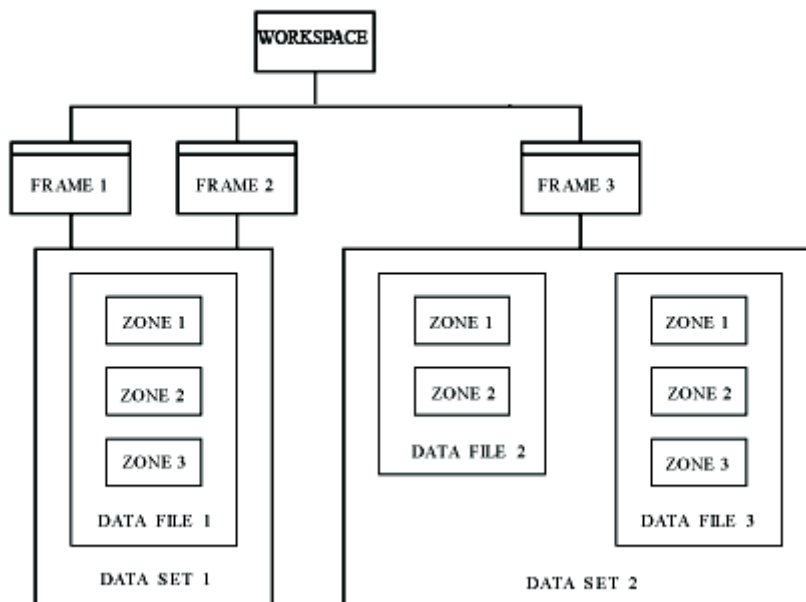 WORKSPACE
FRAME 1
FRAME 2
FRAME 3
ZONE 1
ZONE 2
ZONE 3
DATA FILE 1
DATA SET 1
ZONE 1
ZONE 2
DATA FILE 2
ZONE 1
ZONE 2
ZONE 3
DATA FILE 3
DATA SET 2